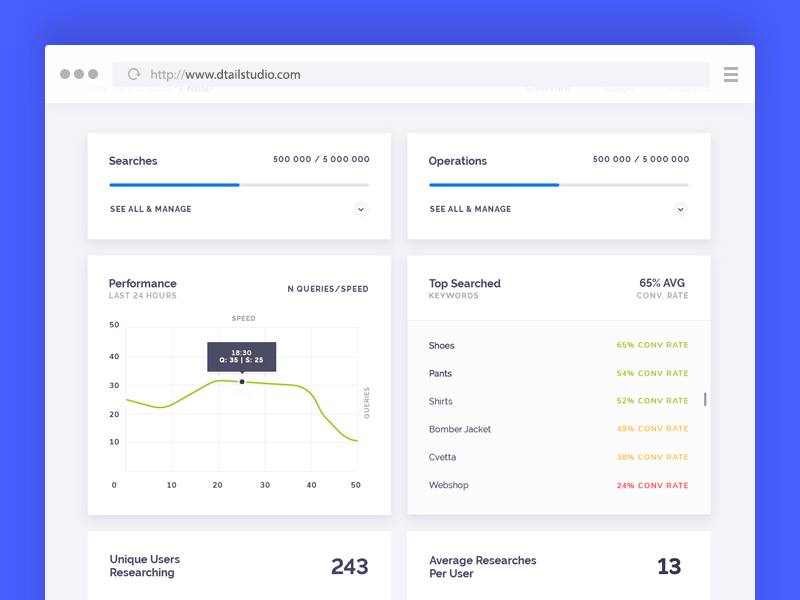 http://www.dtailstudio.com
Searches
500 000 / 5 000 000
SEE ALL & MANAGE
Operations
500 000 / 5 000 000
SEE ALL & MANAGE
Performance
LAST 24 HOURS
N QUERIES/SPEED
SPEED
50
40
30
20
10
0
10
20
30
40
50
18:30
Q: 35 | S: 25
QUERIES
Top Searched
KEYWORDS
65% AVG
CONV. RATE
Shoes
65% CONV RATE
Pants
54% CONV RATE
Shirts
52% CONV RATE
Bomber Jacket
49% CONV RATE
Cvetta
38% CONV RATE
Webshop
24% CONV RATE
Unique Users
Researching
243
Average Researches
Per User
13